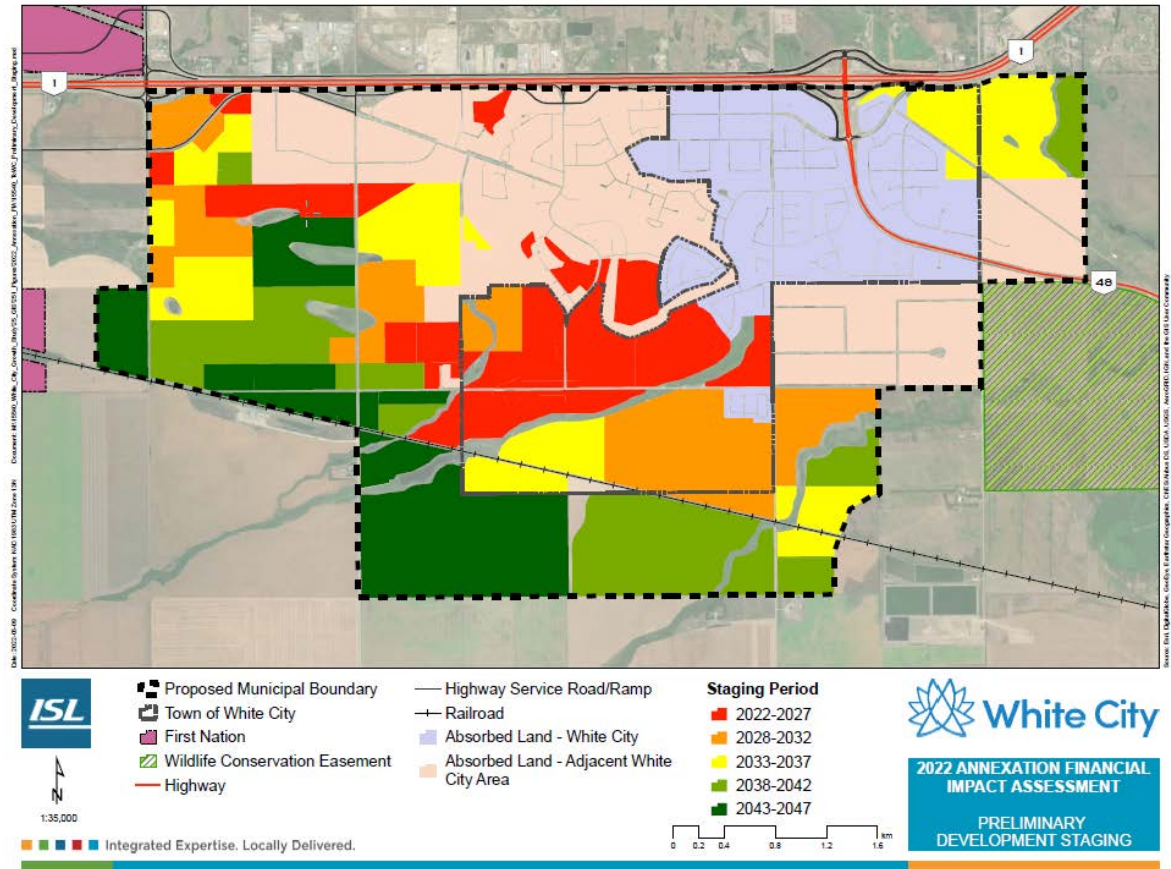 1
1
48
ISL
1:35,000
Proposed Municipal Boundary
Town of White City
First Nation
Wildlife Conservation Easement
Highway
Highway Service Road/Ramp
Railroad
Absorbed Land - White City
Absorbed Land - Adjacent White
City Area
Staging Period
2022-2027
2028-2032
2033-2037
2038-2042
2043-2047
km
0 0.2 0.4 0.8 1.2 1.6
White City
2022 ANNEXATION FINANCIAL
IMPACT ASSESSMENT
PRELIMINARY
DEVELOPMENT STAGING
Integrated Expertise. Locally Delivered.